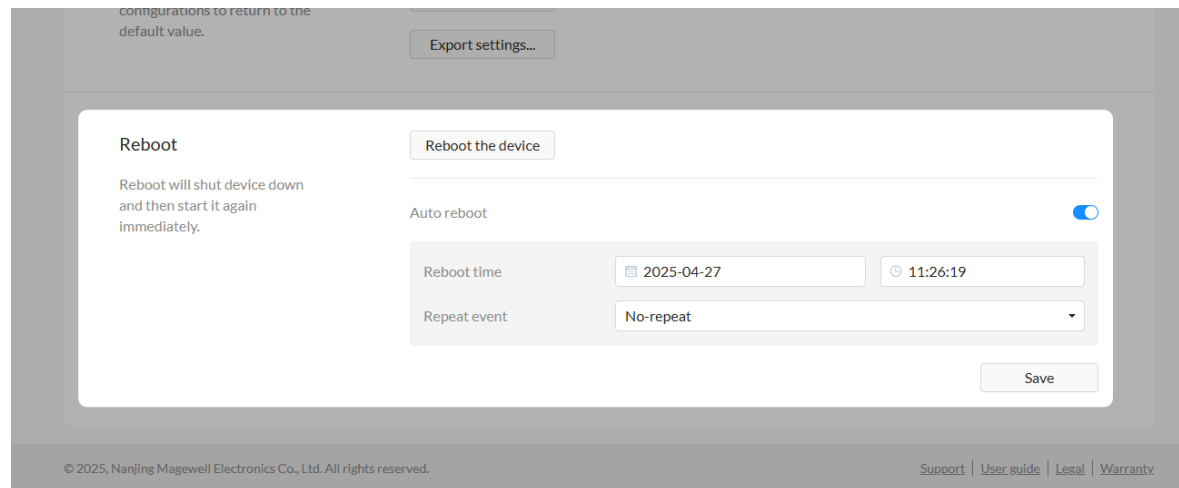 configurations to return to the
default value.
Export settings...
Reboot
Reboot the device
Reboot will shut device down
and then start it again
immediately.
Auto reboot
Reboot time
2025-04-27
11:26:19
Repeat event
No-repeat
Save
© 2025, Nanjing Magewell Electronics Co., Ltd. All rights reserved.
Support | User guide | Legal | Warranty